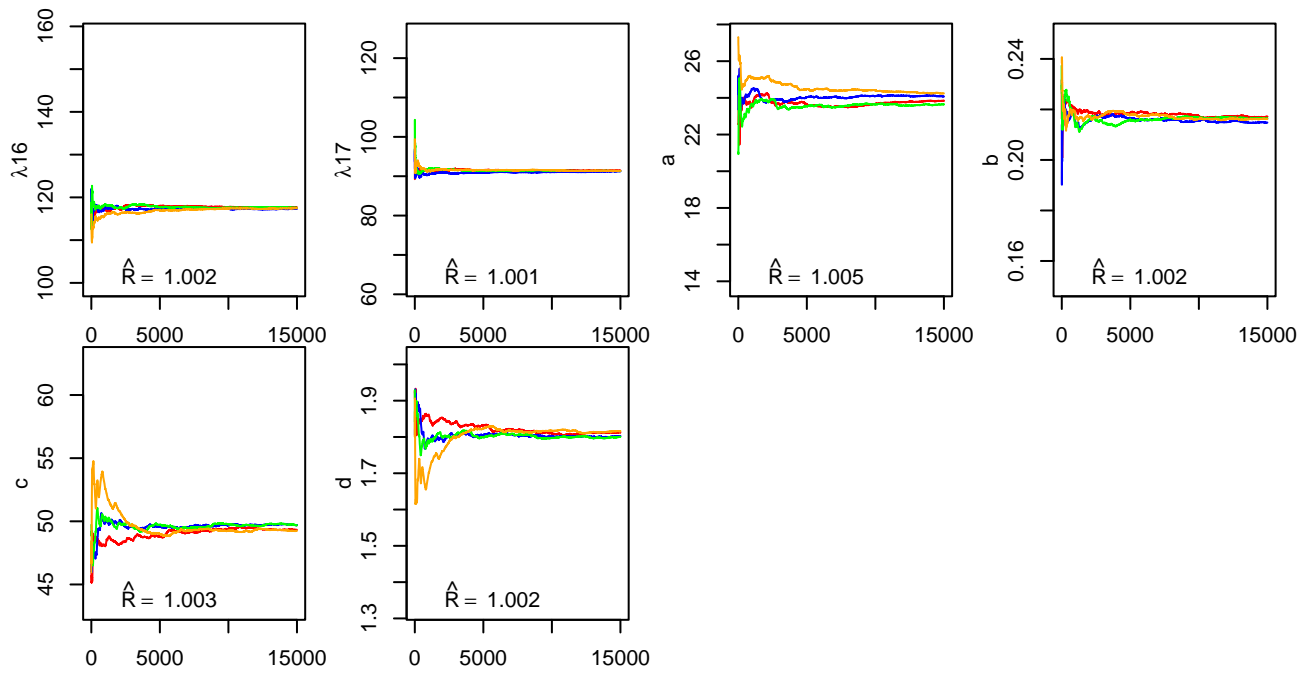 λ16
100
120
140
160
R̂ = 1.002
λ17
60
80
100
120
R̂ = 1.001
0 5000 15000
a
14
18
22
26
R̂ = 1.005
0 5000 15000
b
0.16
0.20
0.24
R̂ = 1.002
0 5000 15000
0 5000 15000
c
45
50
55
60
R̂ = 1.003
0 5000 15000
d
1.3
1.5
1.7
1.9
R̂ = 1.002
0 5000 15000